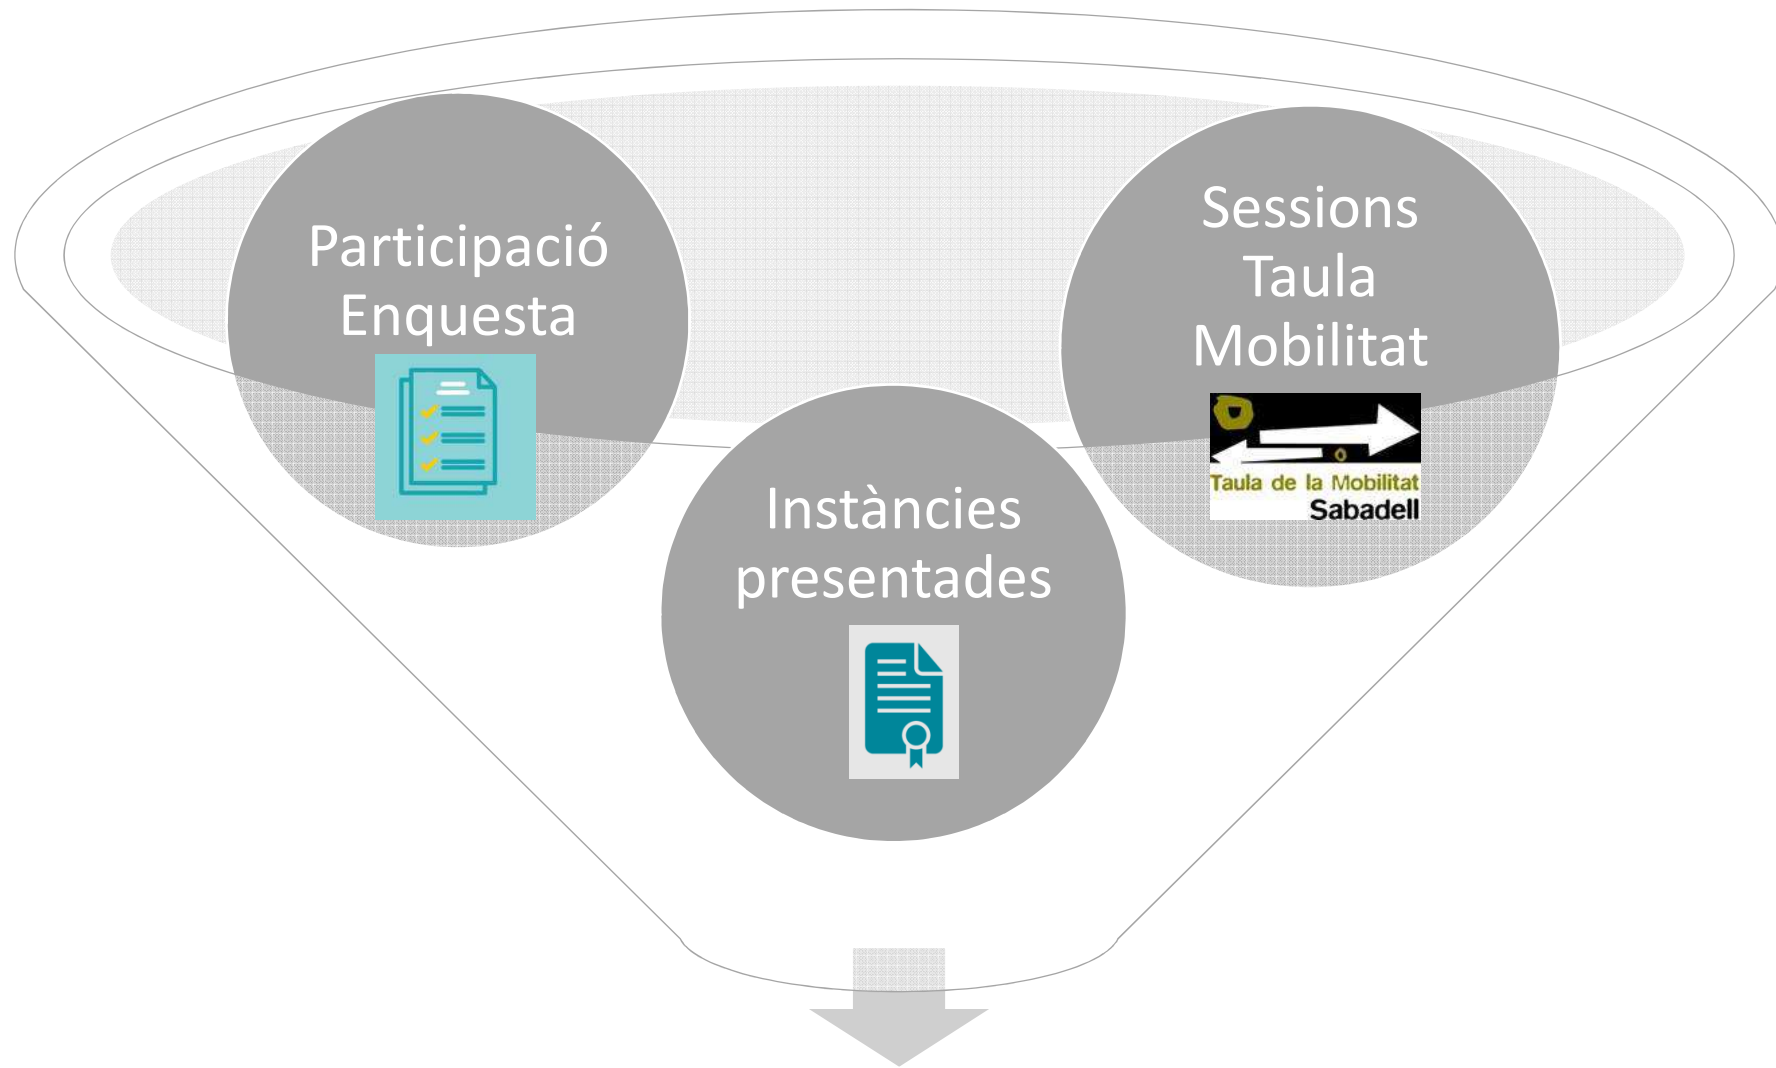 Participació
Enquesta
Sessions
Taula
Mobilitat
Taula de la Mobilitat
Sabadell
Instàncies
presentades